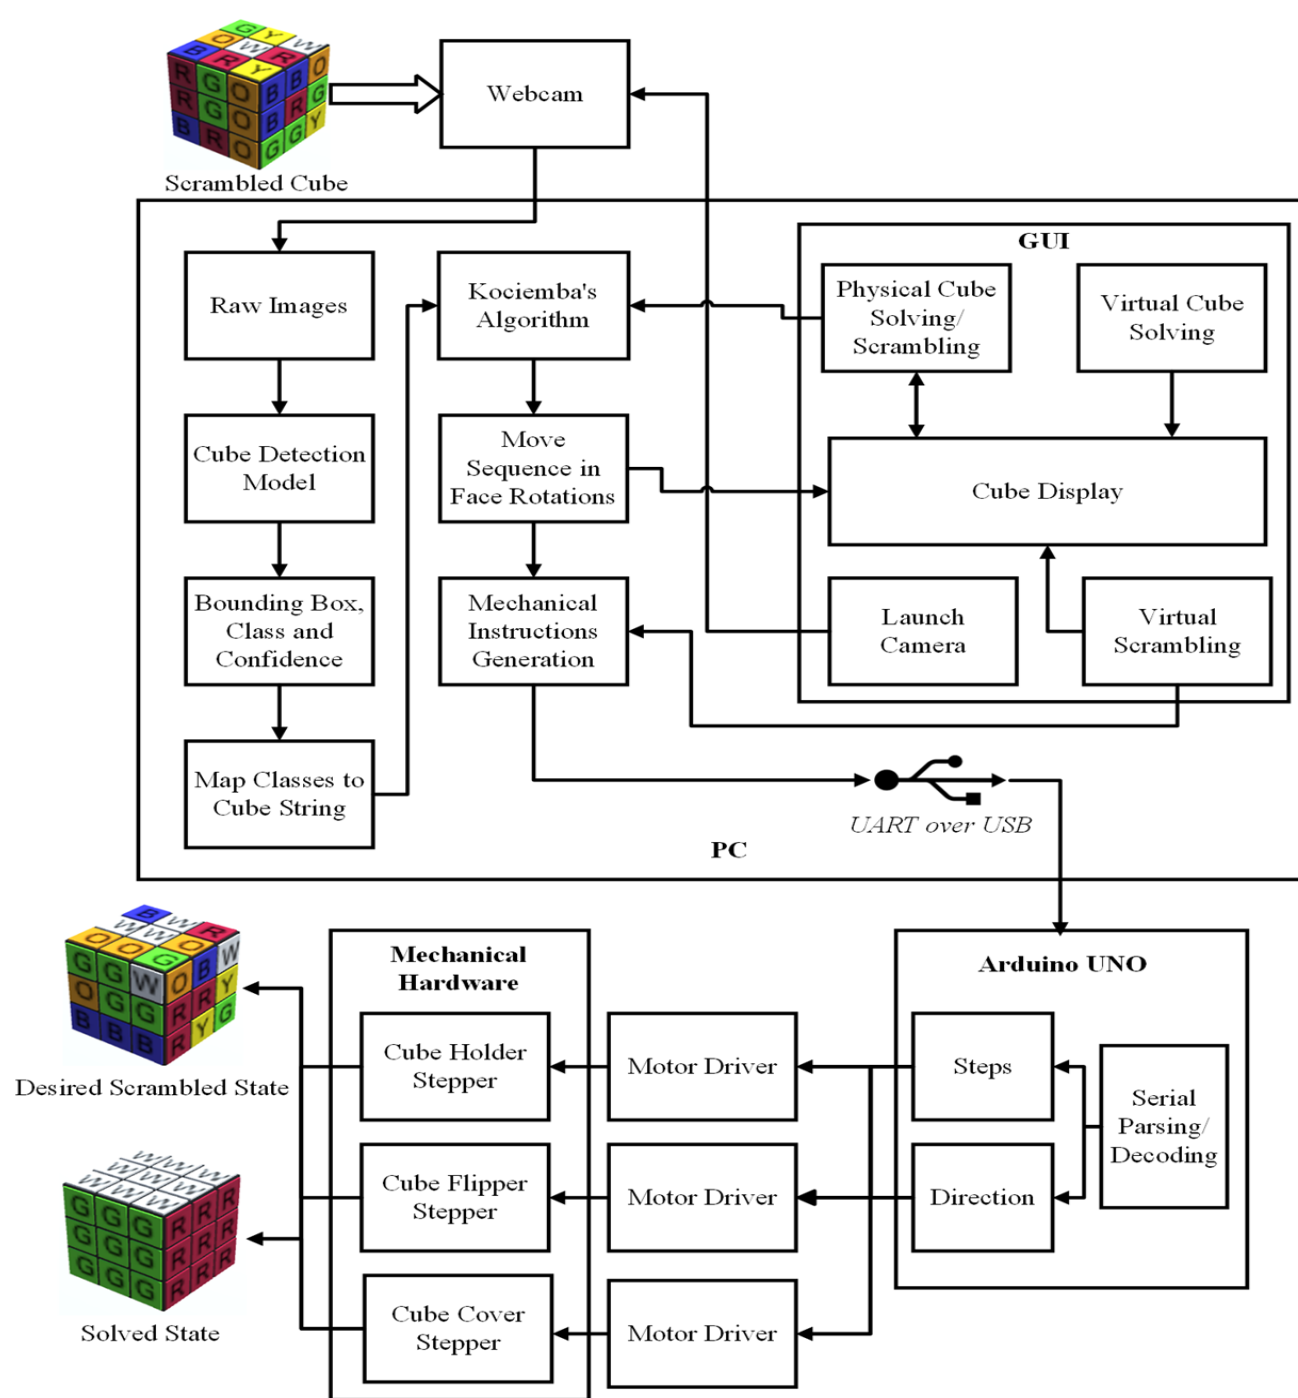 G Y W
O W R
B R Y
R G O B B O
R G O B R G
B R O G G Y
Scrambled Cube
Webcam
GUI
Raw Images
Kociemba's
Algorithm
Physical Cube
Solving/
Scrambling
Virtual Cube
Solving
Cube Detection
Model
Move
Sequence in
Face Rotations
Cube Display
Bounding Box,
Class and
Confidence
Mechanical
Instructions
Generation
Launch
Camera
Virtual
Scrambling
Map Classes to
Cube String
UART over USB
PC
B W R
W W O
O O G
G G W O B W
O G G R R Y
B B B R Y G
Desired Scrambled State
W W W
W W W
W W W
G G G R R R
G G G R R R
G G G R R R
Solved State
Mechanical
Hardware
Cube Holder
Stepper
Cube Flipper
Stepper
Cube Cover
Stepper
Motor Driver
Motor Driver
Motor Driver
Arduino UNO
Steps
Direction
Serial
Parsing/
Decoding